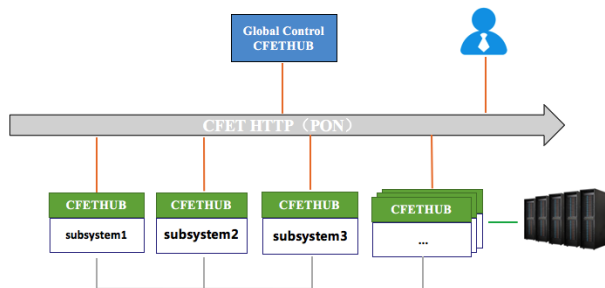 Global Control
CFETHUB
CFET HTTP（PON）
CFETHUB
subsystem1
CFETHUB
subsystem2
CFETHUB
subsystem3
CFETHUB
...